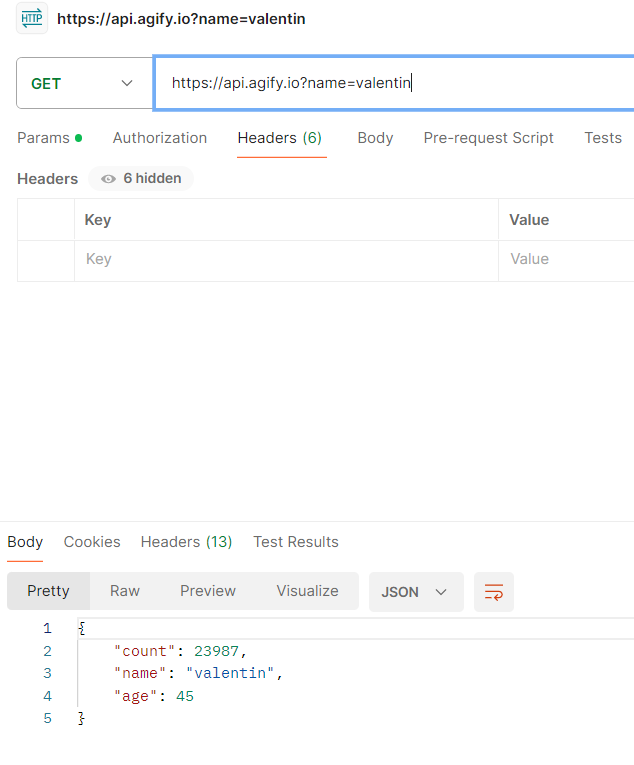 HTTP https://api.agify.io?name=valentin
GET https://api.agify.io?name=valentin
Params Authorization Headers (6) Body Pre-request Script Tests
Headers 6 hidden
Key Value
Key Value
Body Cookies Headers (13) Test Results
Pretty Raw Preview Visualize JSON
1 {
2 "count": 23987,
3 "name": "valentin",
4 "age": 45
5 }